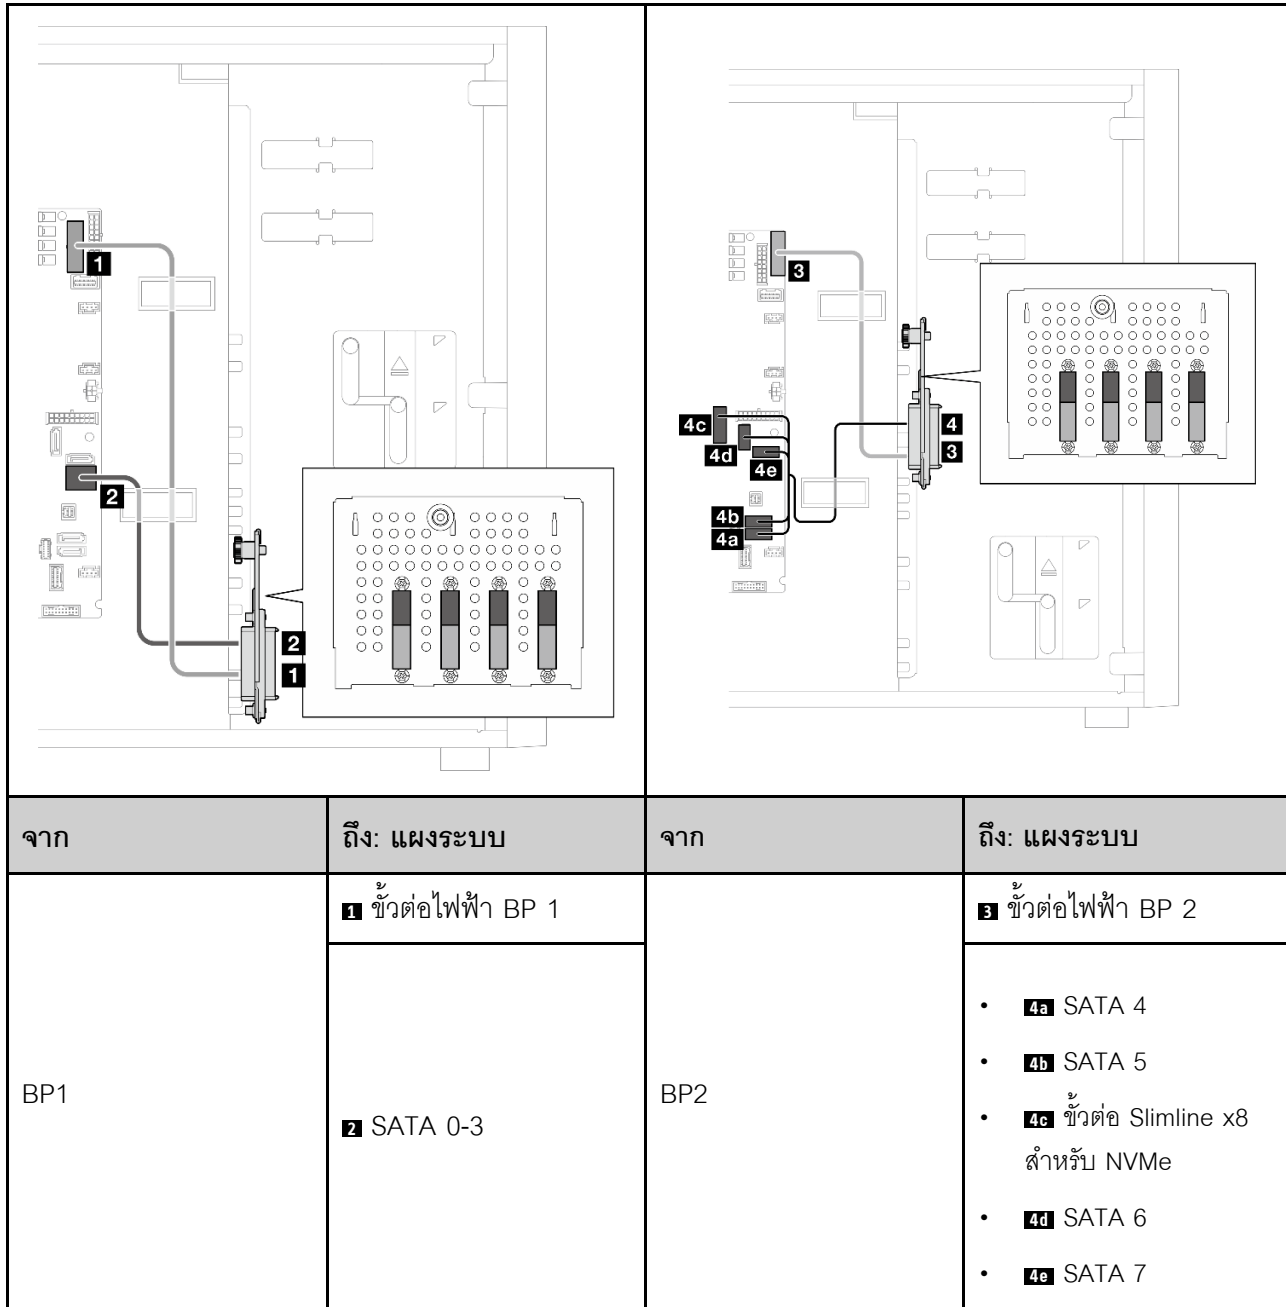 1
2
2
1
3
4c
4d
4e
4b
4a
4
3
จาก
ถึง: แผงระบบ
จาก
ถึง: แผงระบบ
BP1
1 ขั้วต่อไฟฟ้า BP 1
2 SATA 0-3
BP2
3 ขั้วต่อไฟฟ้า BP 2
• 4a SATA 4
• 4b SATA 5
• 4c ขั้วต่อ Slimline x8
สำหรับ NVMe
• 4d SATA 6
• 4e SATA 7